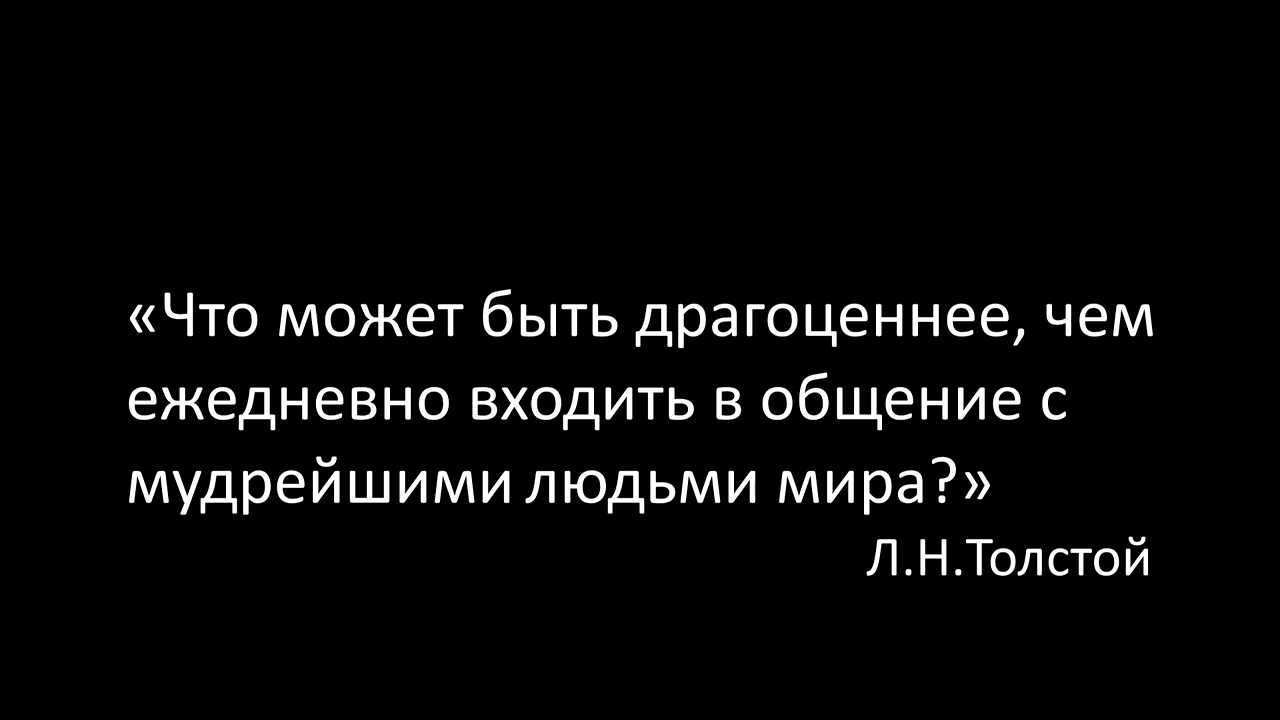 «Что может быть драгоценнее, чем
ежедневно входить в общение с
мудрейшими людьми мира?»
Л.Н.Толстой